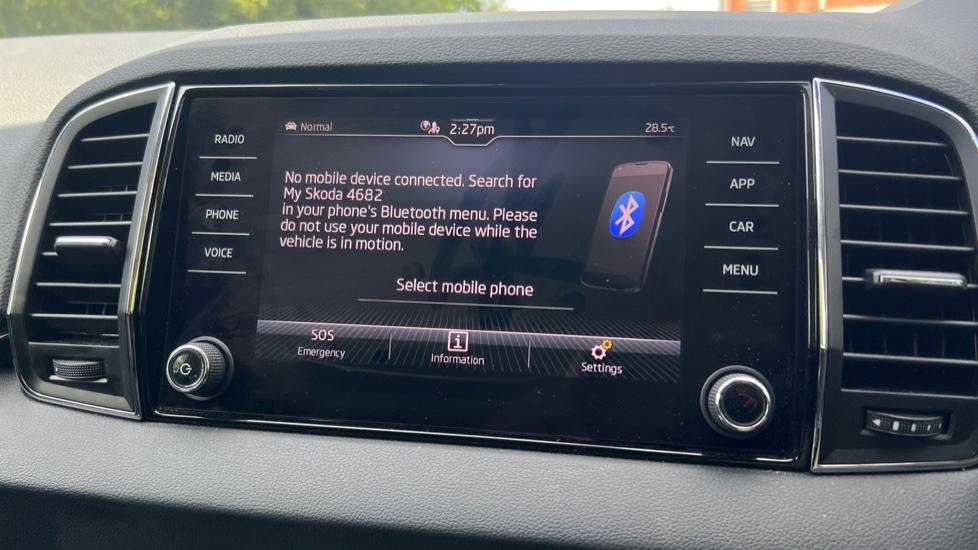 RADIO
MEDIA
PHONE
VOICE
Normal
2:27pm
28.5°C
No mobile device connected. Search for
My Skoda 4682
in your phone's Bluetooth menu. Please
do not use your mobile device while the
vehicle is in motion.
Select mobile phone
SOS
Emergency
Information
Settings
NAV
APP
CAR
MENU